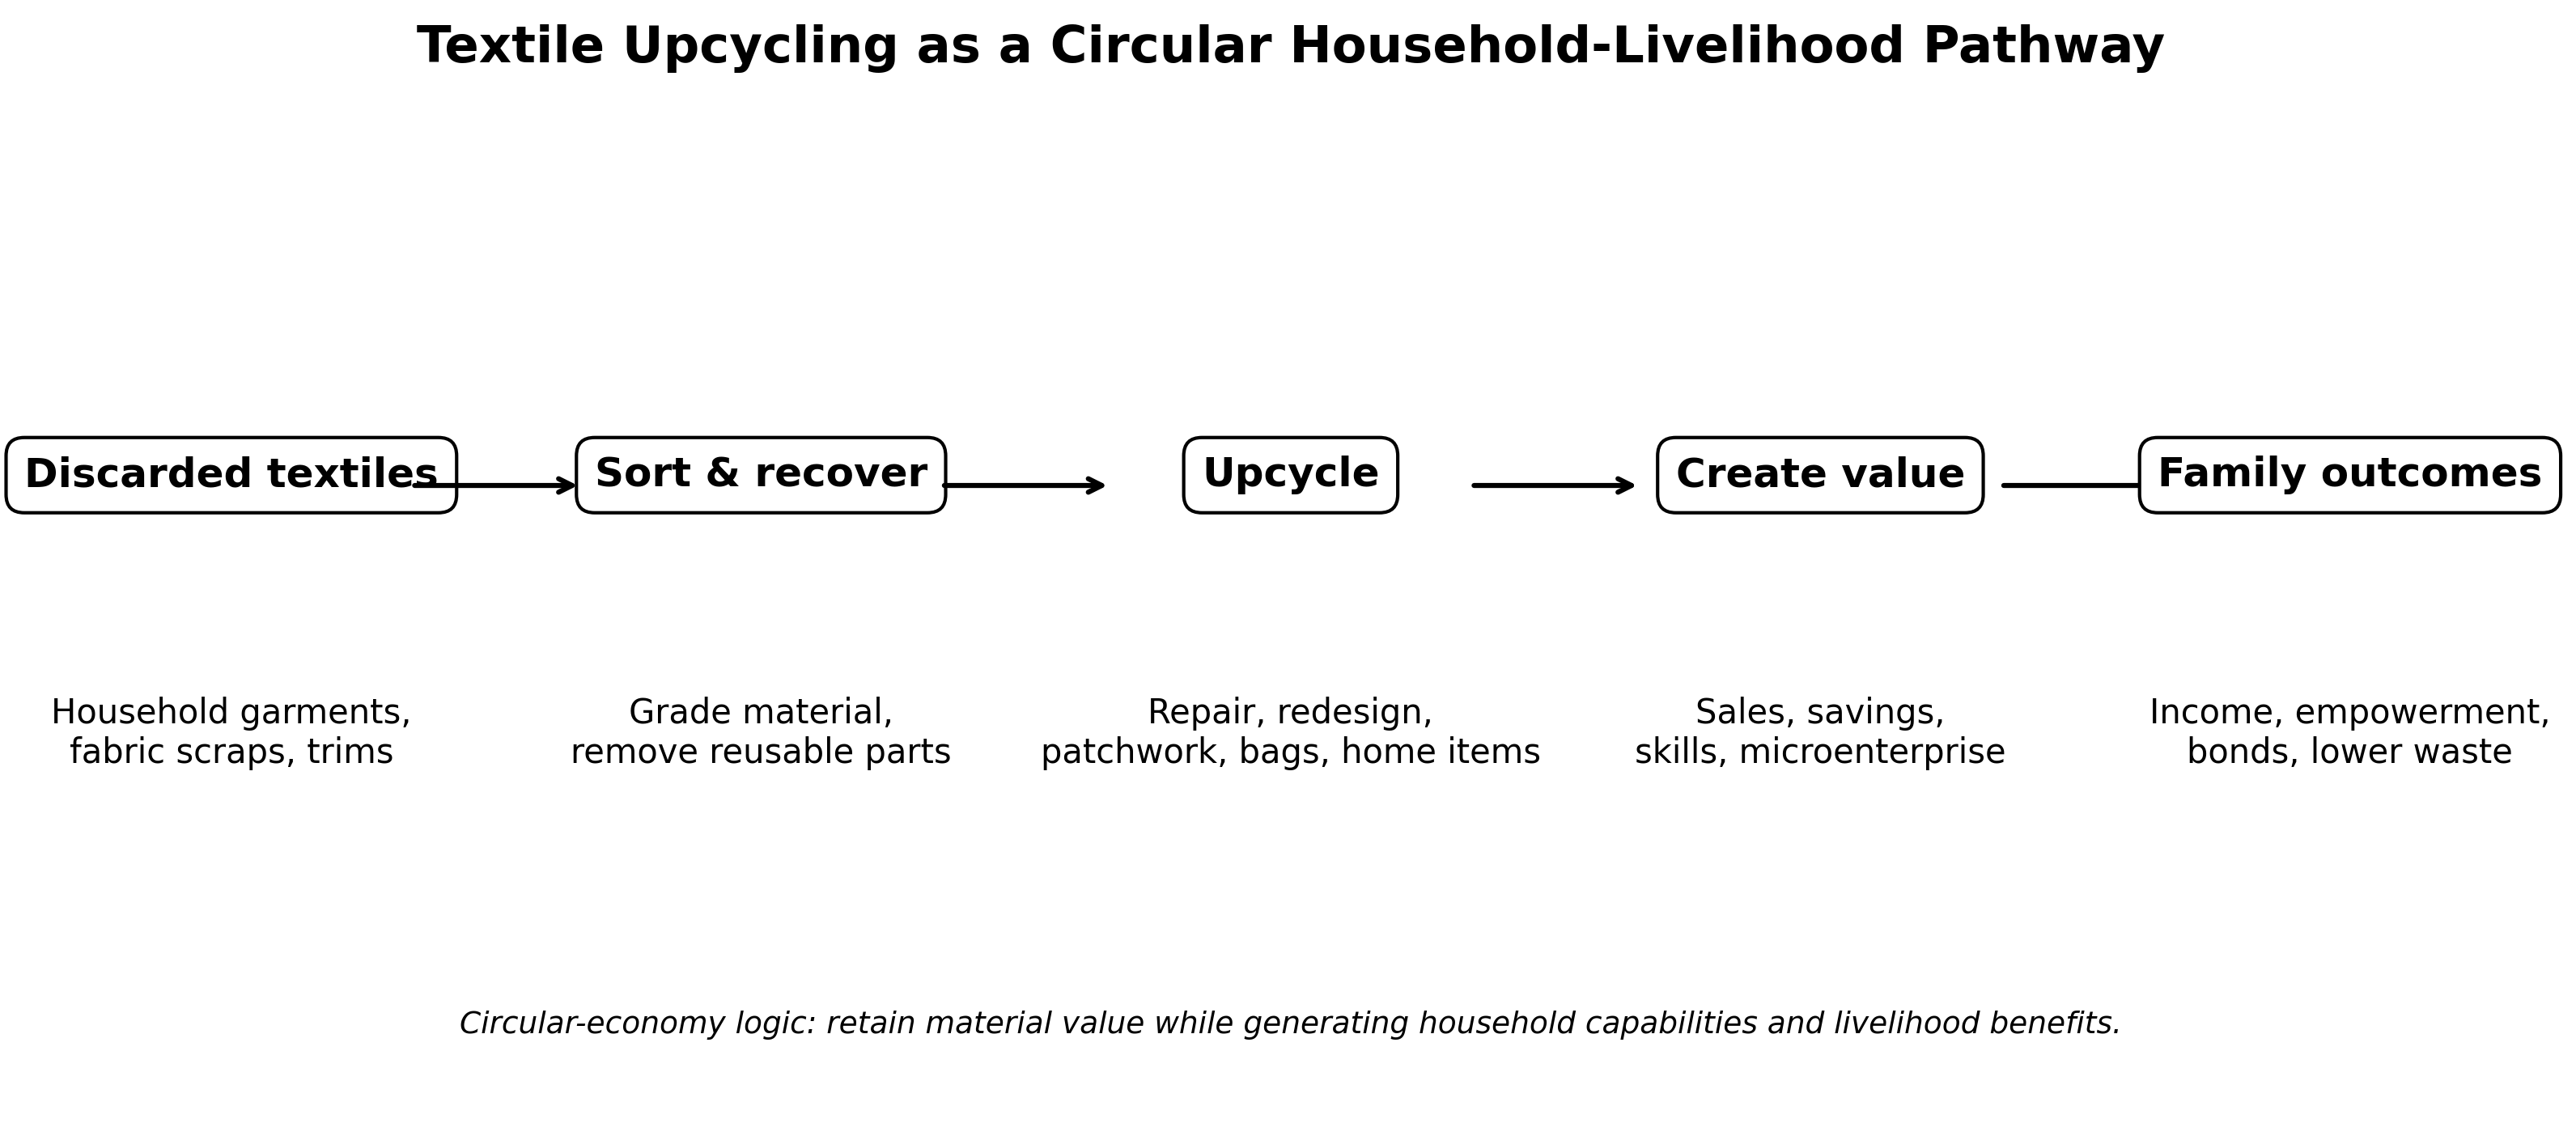 Textile Upcycling as a Circular Household-Livelihood Pathway
Discarded textiles
Sort & recover
Upcycle
Create value
Family outcomes
Household garments,
fabric scraps, trims
Grade material,
remove reusable parts
Repair, redesign,
patchwork, bags, home items
Sales, savings,
skills, microenterprise
Income, empowerment,
bonds, lower waste
Circular-economy logic: retain material value while generating household capabilities and livelihood benefits.